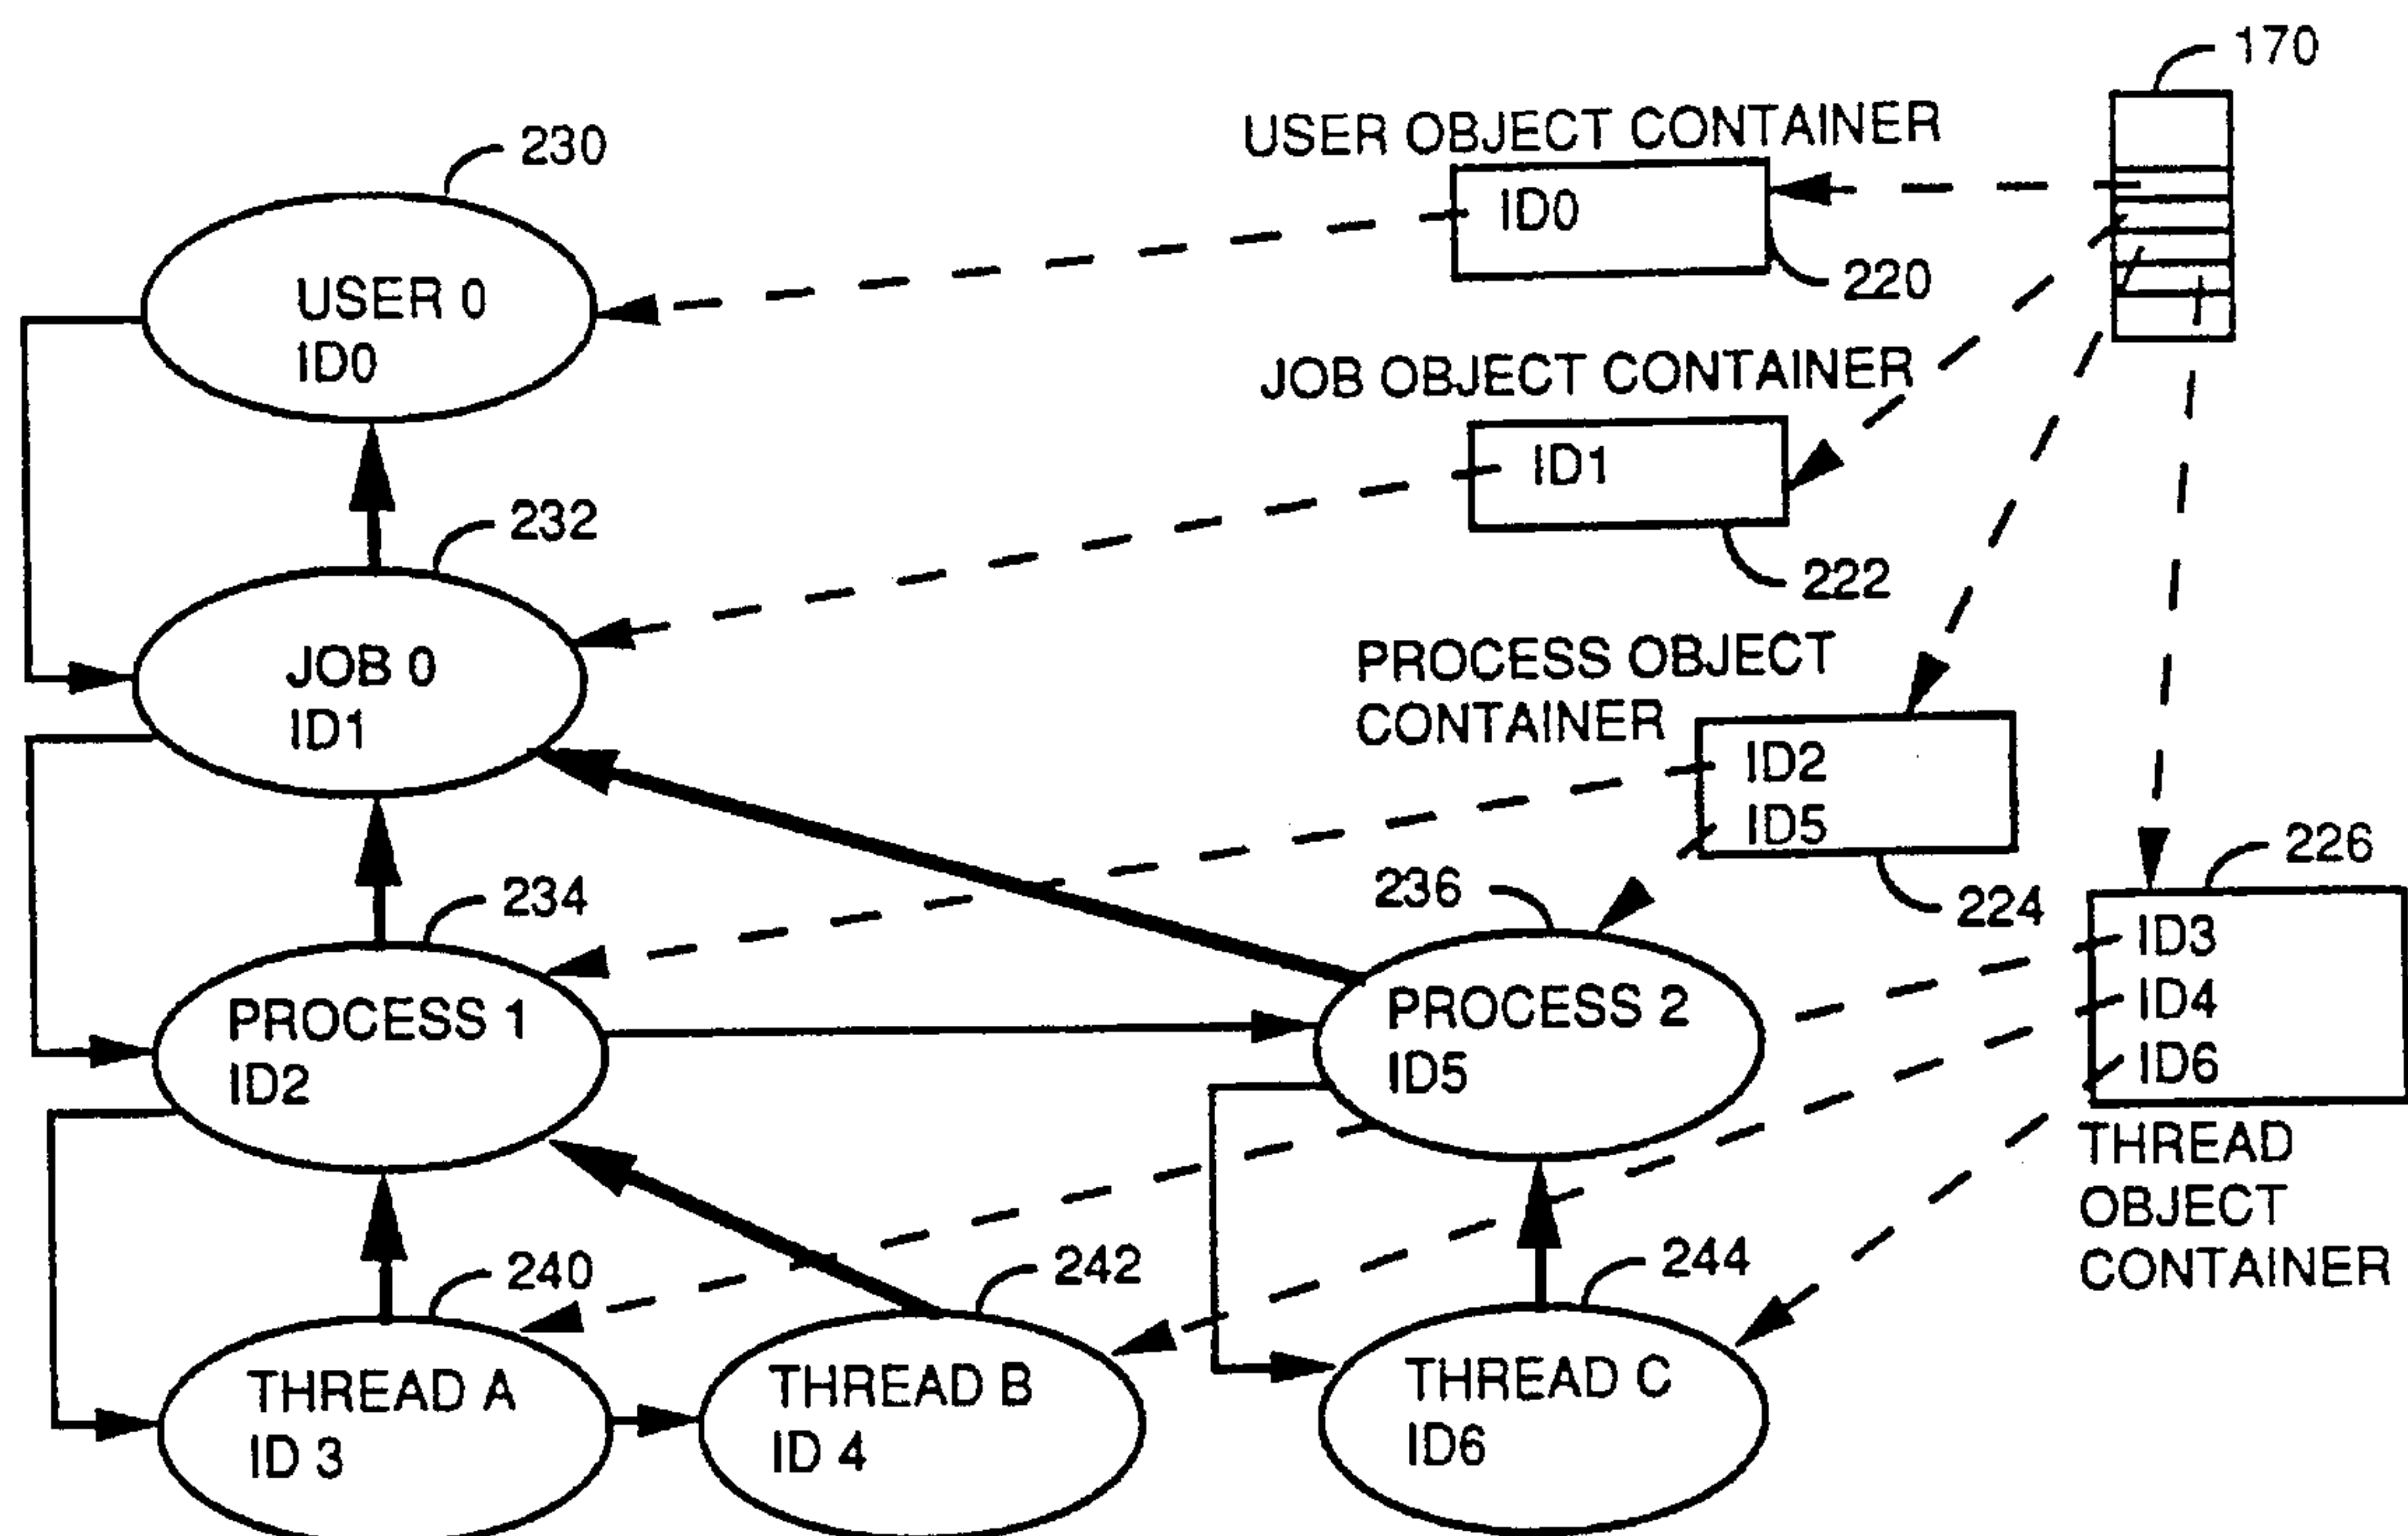 170
USER OBJECT CONTAINER
230
ID0
220
USER 0
ID0
JOB OBJECT CONTAINER
ID1
232
222
JOB 0
ID1
PROCESS OBJECT
CONTAINER
ID2
ID5
226
234
236
224
ID3
ID4
ID6
PROCESS 1
ID2
PROCESS 2
ID5
THREAD
OBJECT
CONTAINER
240
242
244
THREAD A
ID 3
THREAD B
ID 4
THREAD C
ID6